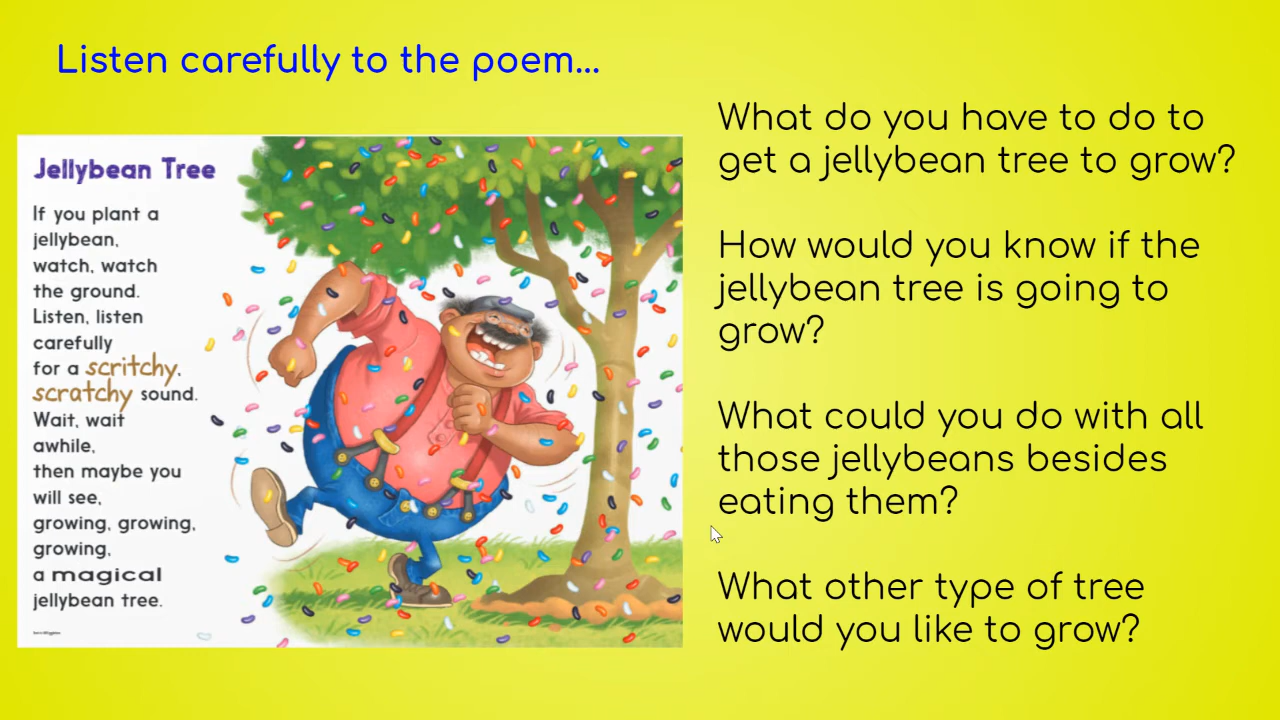 Listen carefully to the poem...
Jellybean Tree
If you plant a
jellybean,
watch, watch
the ground.
Listen, listen
carefully
for a scritchy,
scratchy sound.
Wait, wait
awhile,
then maybe you
will see,
growing, growing,
growing,
a magical
jellybean tree.
What do you have to do to
get a jellybean tree to grow?
How would you know if the
jellybean tree is going to
grow?
What could you do with all
those jellybeans besides
eating them?
What other type of tree
would you like to grow?